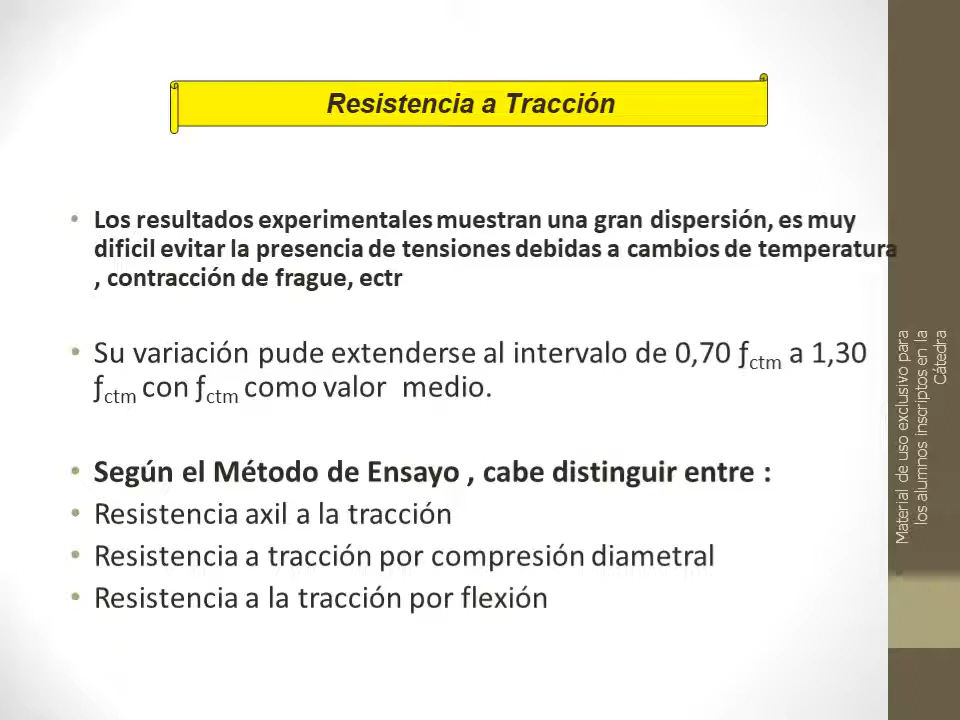 Resistencia a Tracción
• Los resultados experimentales muestran una gran dispersión, es muy
dificil evitar la presencia de tensiones debidas a cambios de temperatura
, contracción de frague, ectr
• Su variación pude extenderse al intervalo de 0,70 ƒctm a 1,30
ƒctm con ƒctm como valor medio.
• Según el Método de Ensayo , cabe distinguir entre :
• Resistencia axil a la tracción
• Resistencia a tracción por compresión diametral
• Resistencia a la tracción por flexión
Material de uso exclusivo para
los alumnos inscriptos en la
Cátedra